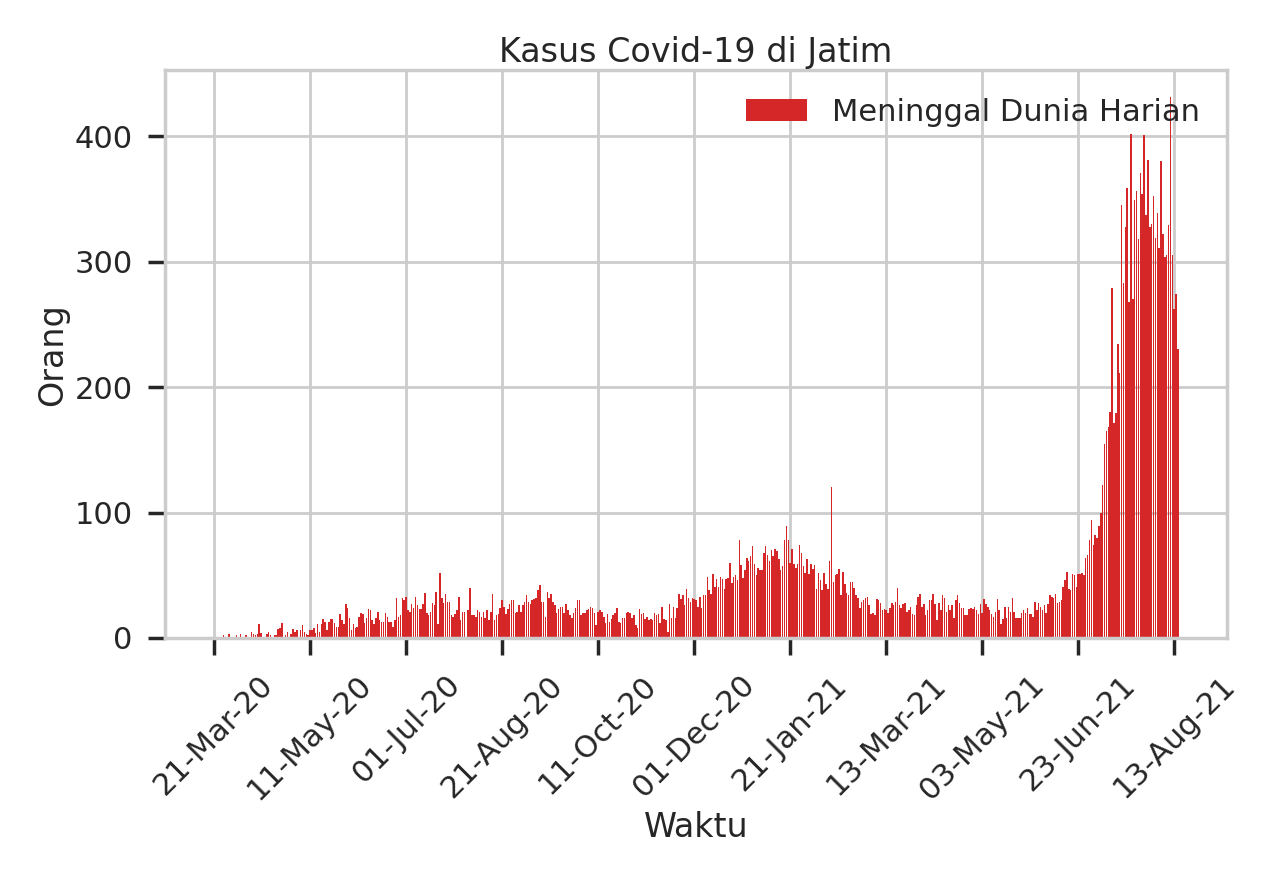 Kasus Covid-19 di Jatim
Meninggal Dunia Harian
Orang
400
300
200
100
0
21-Mar-20
11-May-20
01-Jul-20
21-Aug-20
11-Oct-20
01-Dec-20
21-Jan-21
13-Mar-21
03-May-21
23-Jun-21
13-Aug-21
Waktu